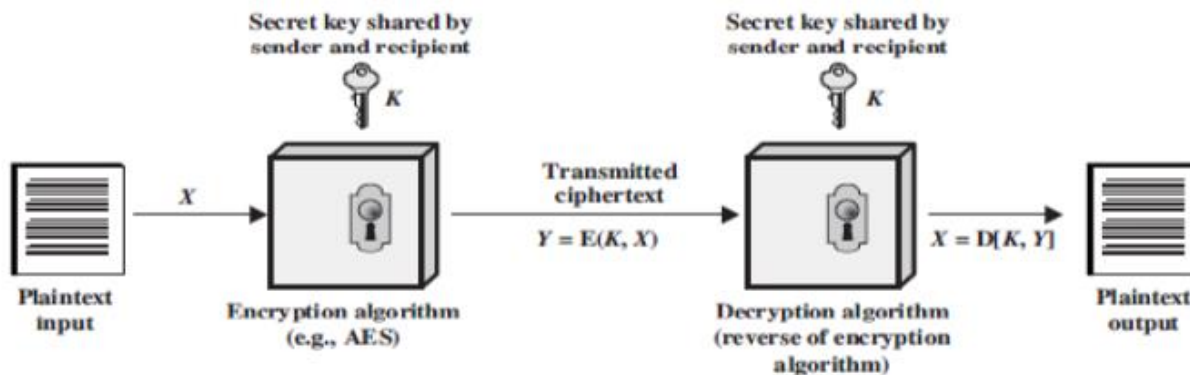 Secret key shared by
sender and recipient
K
Secret key shared by
sender and recipient
K
X
Transmitted
ciphertext
Y = E(K, X)
X = D[K, Y]
Plaintext
input
Encryption algorithm
(e.g., AES)
Decryption algorithm
(reverse of encryption
algorithm)
Plaintext
output